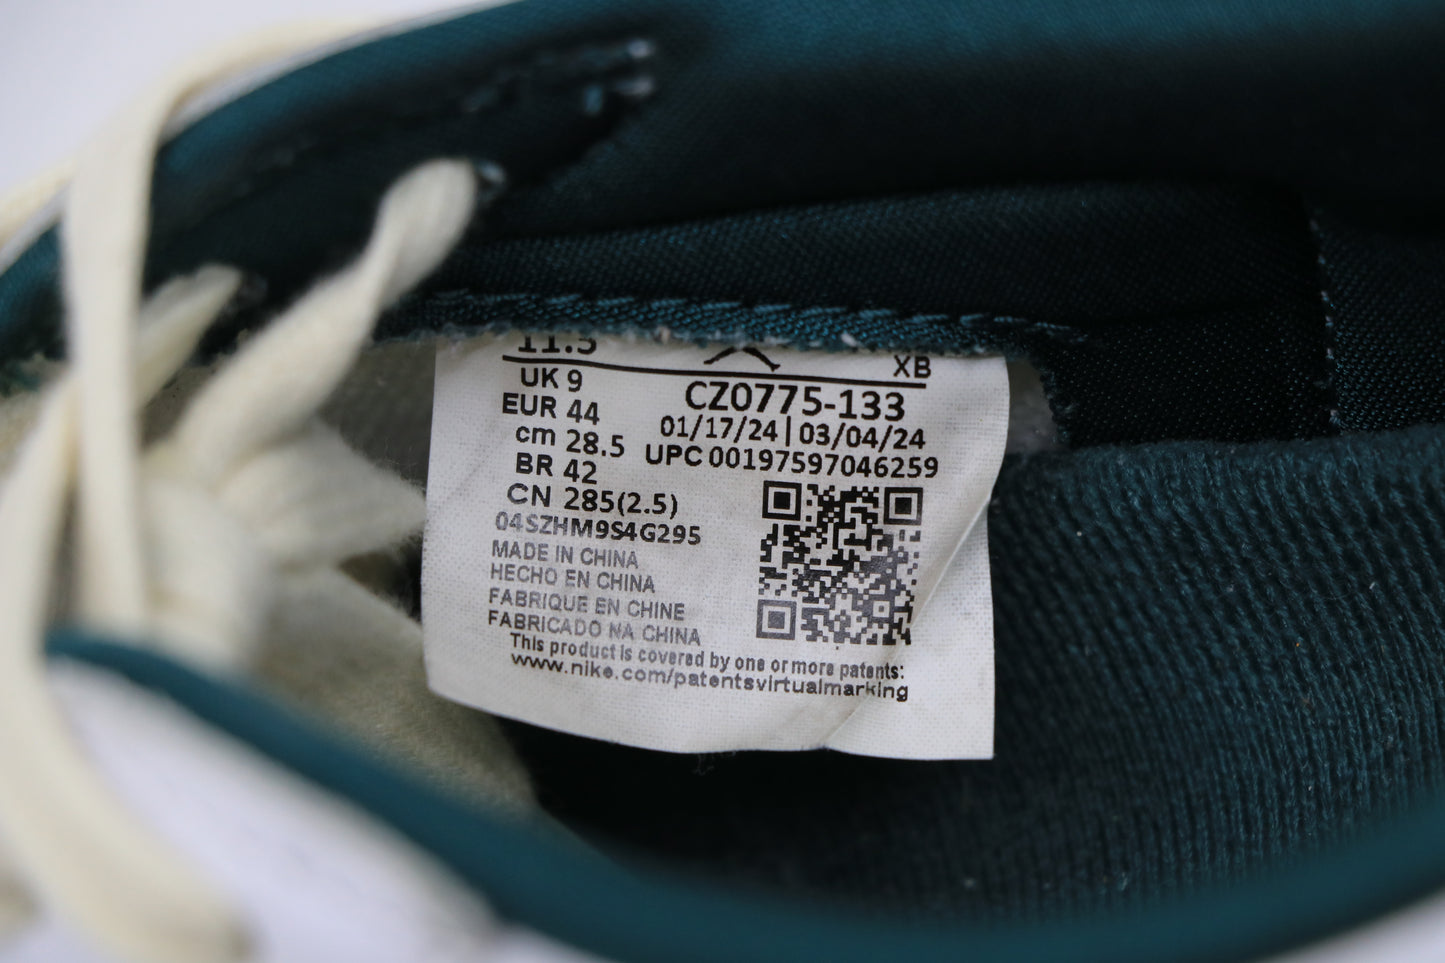 11.5
XB
UK 9
EUR 44
cm 28.5
BR 42
CN 285(2.5)
CZ0775-133
01/17/24|03/04/24
UPC 00197597046259
04SZHM9S4G295
MADE IN CHINA
HECHO EN CHINA
FABRIQUE EN CHINE
FABRICADO NA CHINA
This product is covered by one or more patents:
www.nike.com/patentsvirtualmarking